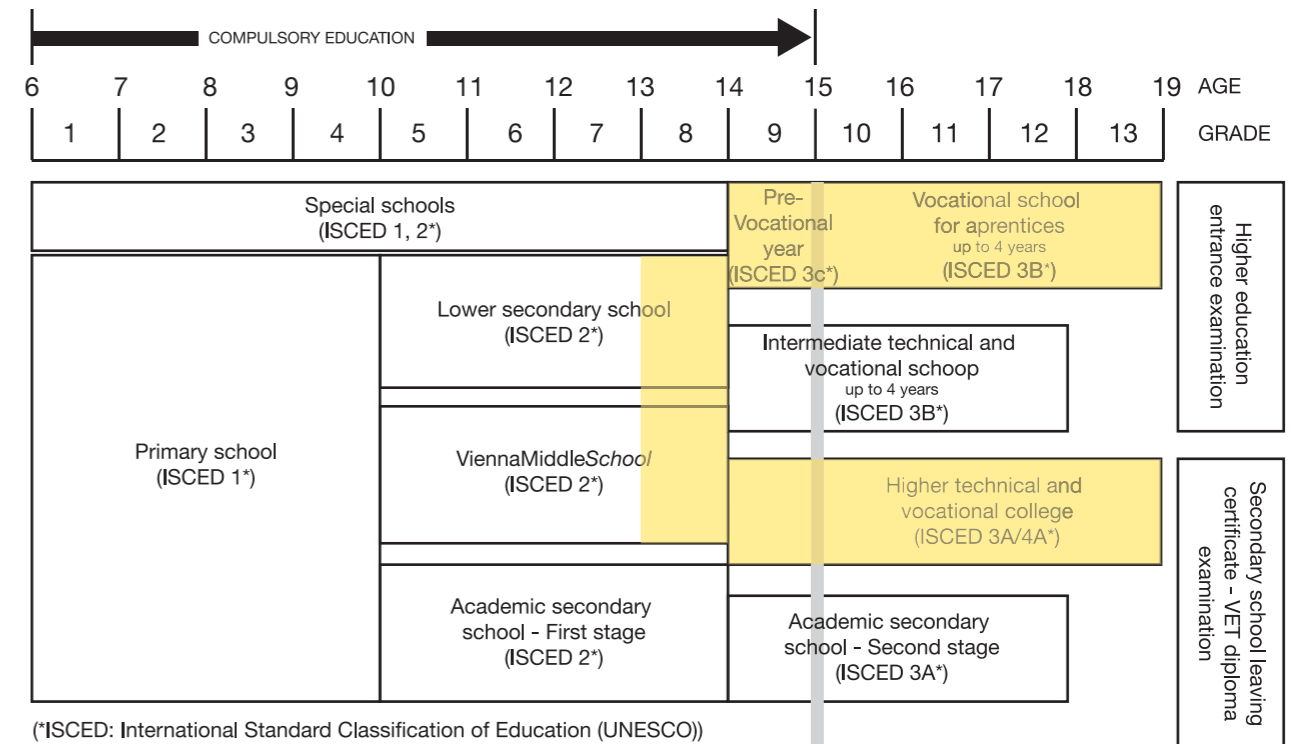 COMPULSORY EDUCATION
6 7 8 9 10 11 12 13 14 15 16 17 18 19 AGE
1 2 3 4 5 6 7 8 9 10 11 12 13 GRADE
Special schools
(ISCED 1, 2*)
Pre-
Vocational
year
(ISCED 3c*)
Vocational school
for aprentices
up to 4 years
(ISCED 3B*)
Higher education
entrance examination
Lower secondary school
(ISCED 2*)
Intermediate technical and
vocational schoop
up to 4 years
(ISCED 3B*)
Primary school
(ISCED 1*)
ViennaMiddleSchool
(ISCED 2*)
Higher technical and
vocational college
(ISCED 3A/4A*)
Secondary school leaving
certificate - VET diploma
examination
Academic secondary
school - First stage
(ISCED 2*)
Academic secondary
school - Second stage
(ISCED 3A*)
(*ISCED: International Standard Classification of Education (UNESCO))